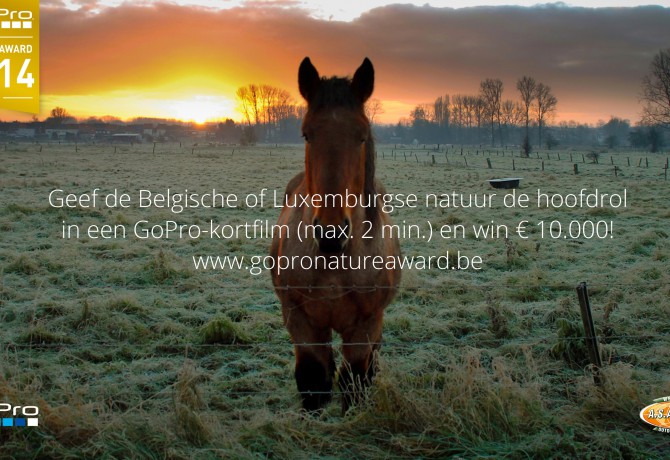 Pro
AWARD
14
Geef de Belgische of Luxemburgse natuur de hoofdrol
in een GoPro-kortfilm (max. 2 min.) en win € 10.000!
www.gopronatureaward.be
Pro
A.S.A